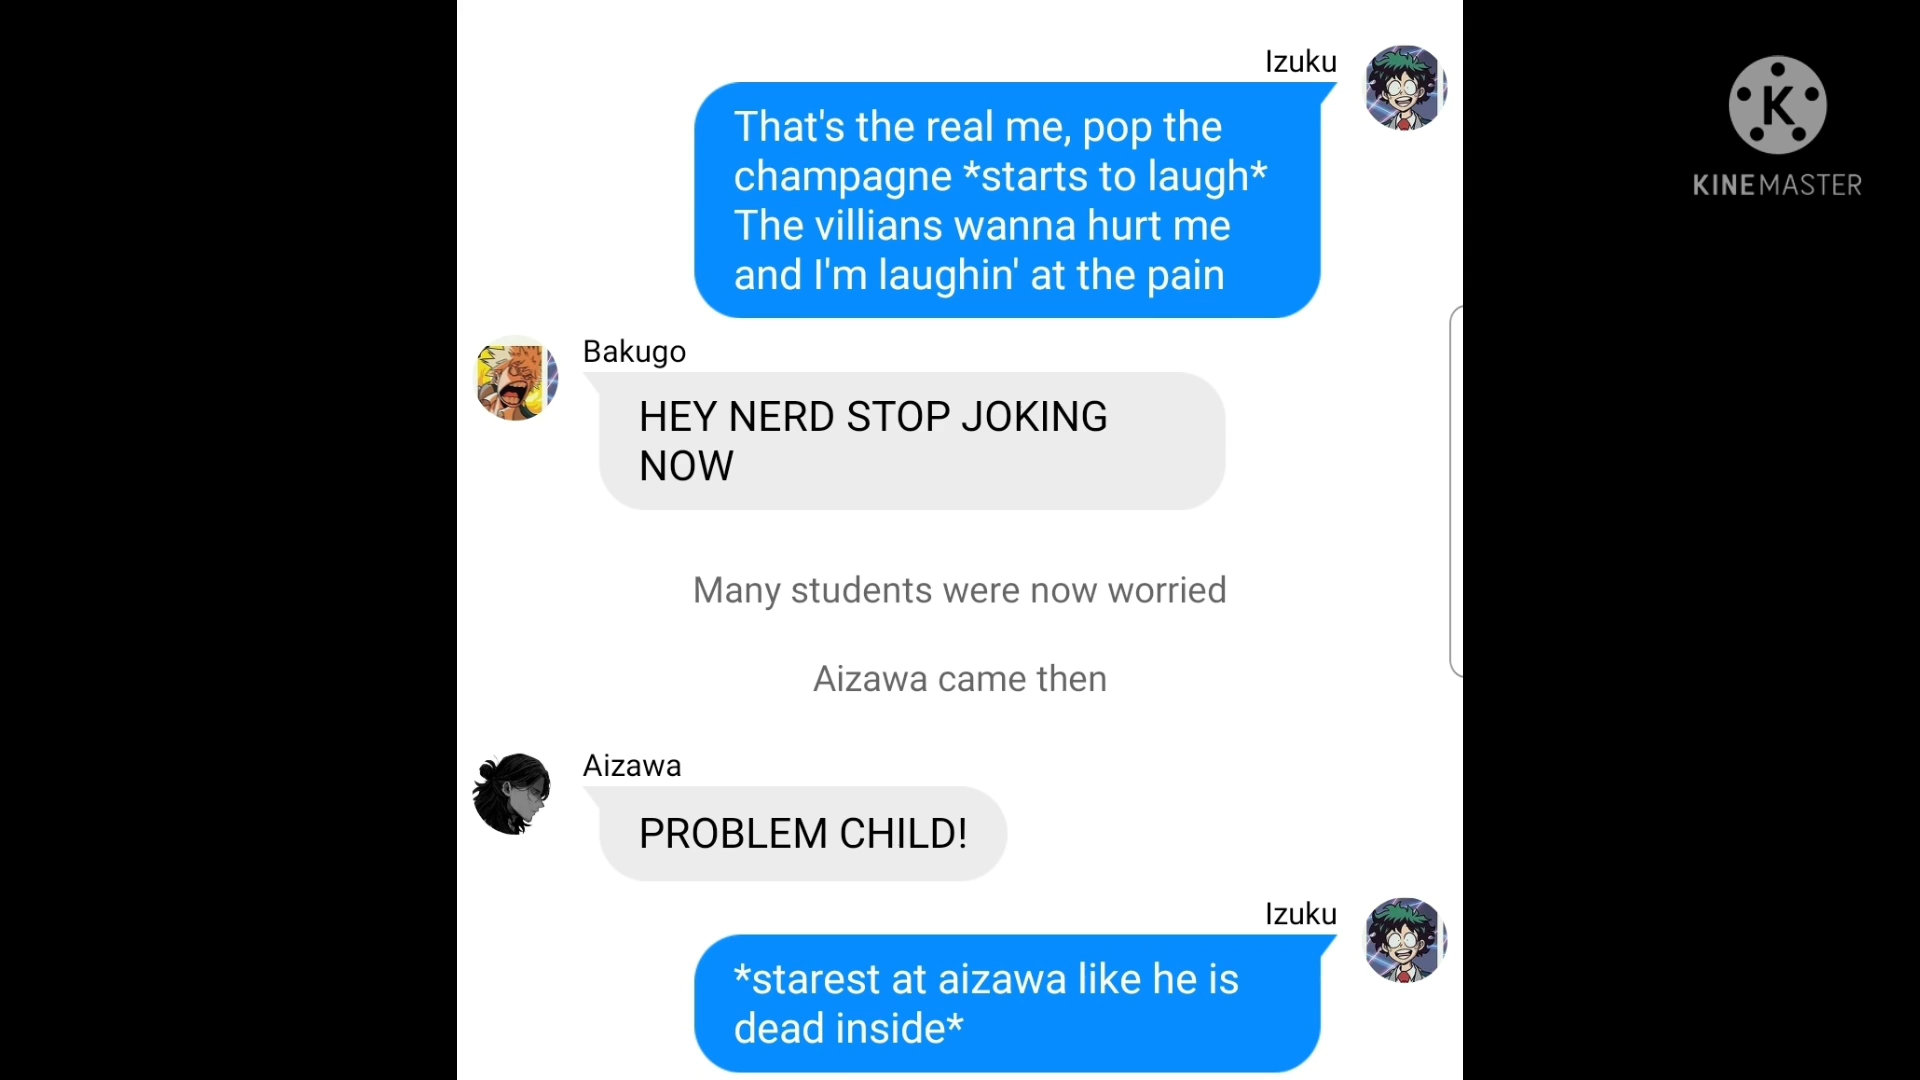 Izuku
That's the real me, pop the
champagne *starts to laugh*
The villians wanna hurt me
and I'm laughin' at the pain
Bakugo
HEY NERD STOP JOKING
NOW
Many students were now worried
Aizawa came then
Aizawa
PROBLEM CHILD!
Izuku
*starest at aizawa like he is
dead inside*
K
KINEMASTER